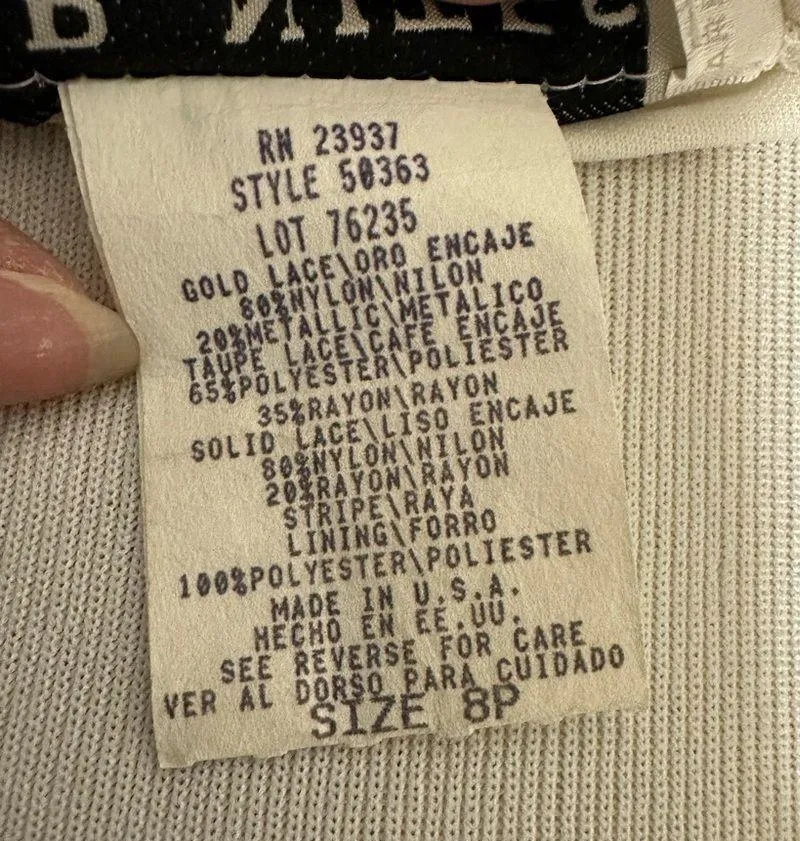 RN 23937
STYLE 50363
LOT 76235
GOLD LACE\ORO ENCAJE
80%NYLON\NILON
20%METALLIC\METALICO
TAUPE LACE\CAFE ENCAJE
65%POLYESTER\POLIESTER
35%RAYON\RAYON
SOLID LACE\LISO ENCAJE
80%NYLON\NILON
20%RAYON\RAYON
STRIPE\RAYA
LINING\FORRO
100%POLYESTER\POLIESTER
MADE IN U.S.A.
HECHO EN EE.UU.
SEE REVERSE FOR CARE
VER AL DORSO PARA CUIDADO
SIZE 8P